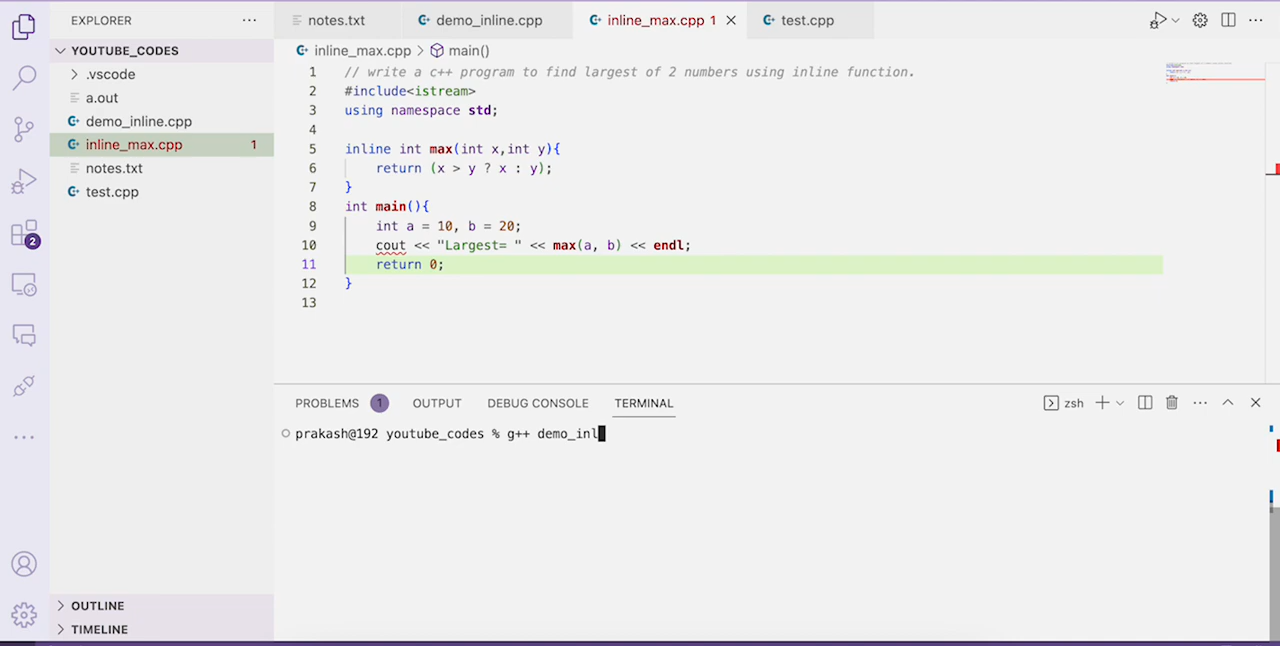 EXPLORER
YOUTUBE_CODES
.vscode
a.out
demo_inline.cpp
inline_max.cpp 1
notes.txt
test.cpp
OUTLINE
TIMELINE
2
notes.txt demo_inline.cpp inline_max.cpp 1 test.cpp
inline_max.cpp > main()
1 // write a c++ program to find largest of 2 numbers using inline function.
2 #include<istream>
3 using namespace std;
4
5 inline int max(int x,int y){
6 return (x > y ? x : y);
7 }
8 int main(){
9 int a = 10, b = 20;
10 cout << "Largest= " << max(a, b) << endl;
11 return 0;
12 }
13
PROBLEMS 1 OUTPUT DEBUG CONSOLE TERMINAL zsh
prakash@192 youtube_codes % g++ demo_inl